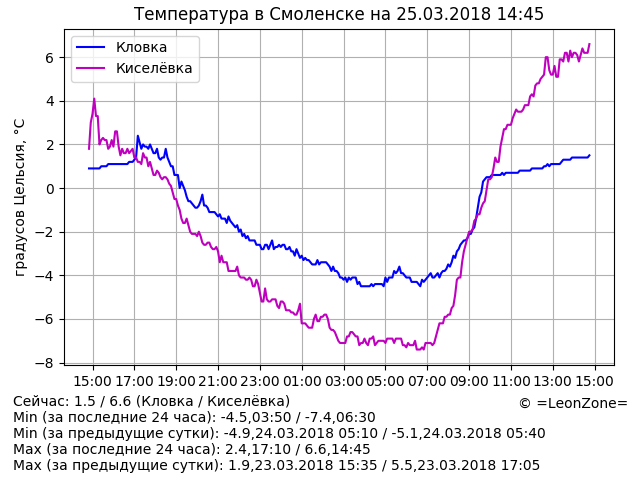 Температура в Смоленске на 25.03.2018 14:45
Кловка
Киселёвка
градусов Цельсия, °C
6
4
2
0
−2
−4
−6
−8
15:00 17:00 19:00 21:00 23:00 01:00 03:00 05:00 07:00 09:00 11:00 13:00 15:00
Сейчас: 1.5 / 6.6 (Кловка / Киселёвка)
© =LeonZone=
Min (за последние 24 часа): -4.5,03:50 / -7.4,06:30
Min (за предыдущие сутки): -4.9,24.03.2018 05:10 / -5.1,24.03.2018 05:40
Max (за последние 24 часа): 2.4,17:10 / 6.6,14:45
Max (за предыдущие сутки): 1.9,23.03.2018 15:35 / 5.5,23.03.2018 17:05